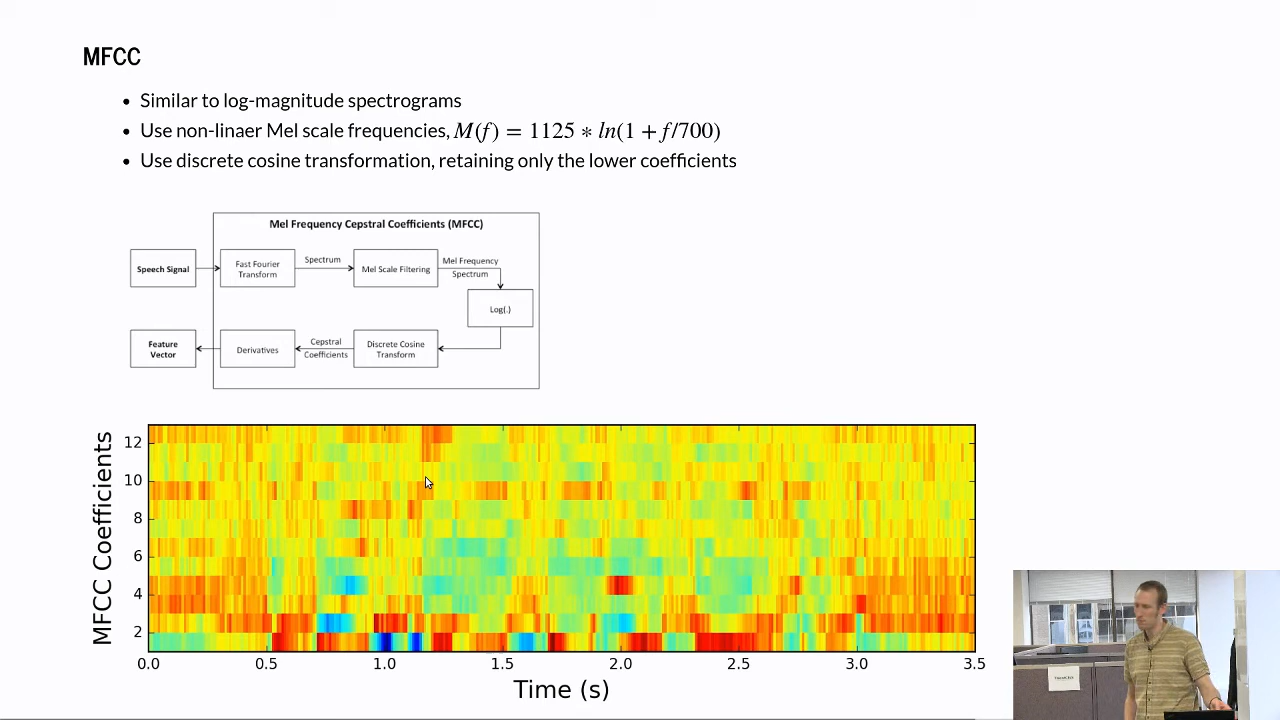 MFCC
• Similar to log-magnitude spectrograms
• Use non-linaer Mel scale frequencies, M(f) = 1125 * ln(1 + f/700)
• Use discrete cosine transformation, retaining only the lower coefficients
Mel Frequency Cepstral Coefficients (MFCC)
Speech Signal
Fast Fourier
Transform
Spectrum
Mel Scale Filtering
Mel Frequency
Spectrum
Log(.)
Discrete Cosine
Transform
Cepstral
Coefficients
Derivatives
Feature
Vector
MFCC Coefficients
12
10
8
6
4
2
0.0 0.5 1.0 1.5 2.0 2.5 3.0 3.5
Time (s)